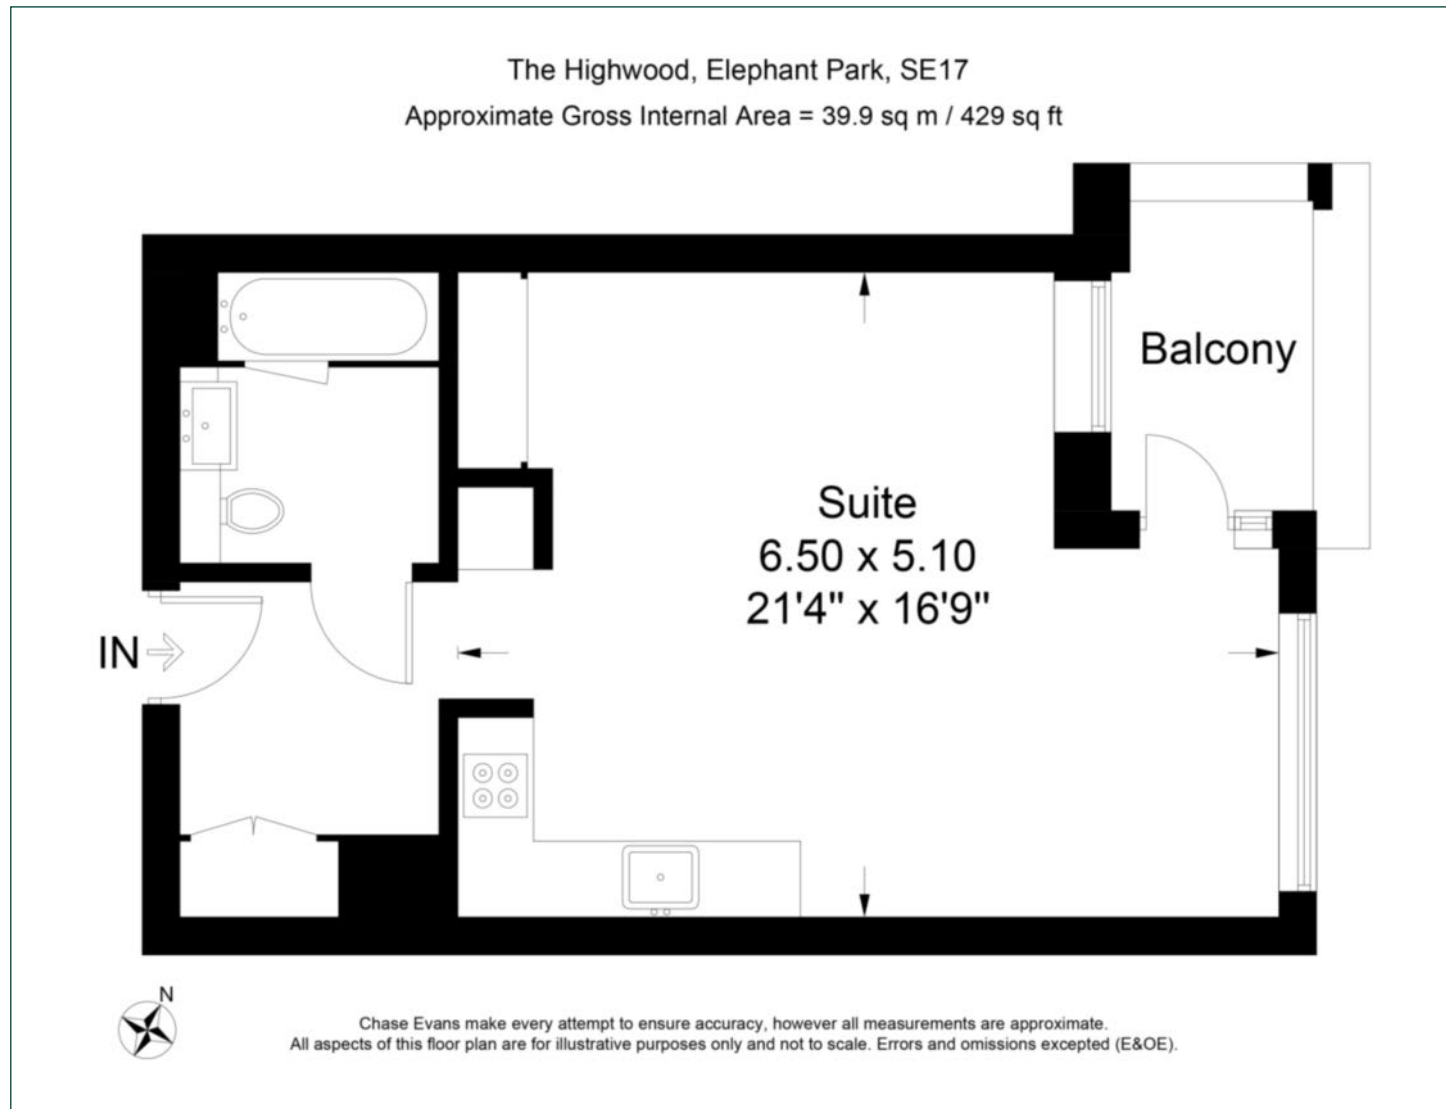 The Highwood, Elephant Park, SE17
Approximate Gross Internal Area = 39.9 sq m / 429 sq ft
Balcony
Suite
6.50 x 5.10
21'4" x 16'9"
IN
N
Chase Evans make every attempt to ensure accuracy, however all measurements are approximate.
All aspects of this floor plan are for illustrative purposes only and not to scale. Errors and omissions excepted (E&OE).